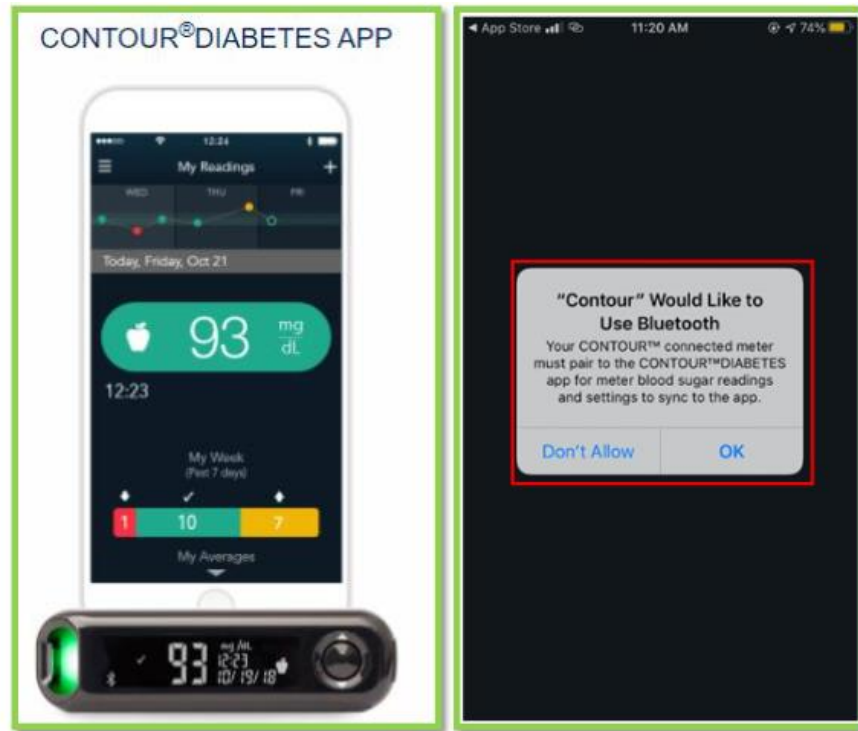 CONTOUR®DIABETES APP
12:24
My Readings
+
WED THU FRI
Today, Friday, Oct 21
93 mg/dL
12:23
My Week
(Past 7 days)
1 10 7
My Averages
93 mg/dL
12:23
10/19/18
App Store
11:20 AM
74%
"Contour" Would Like to
Use Bluetooth
Your CONTOUR™ connected meter
must pair to the CONTOUR™DIABETES
app for meter blood sugar readings
and settings to sync to the app.
Don't Allow OK